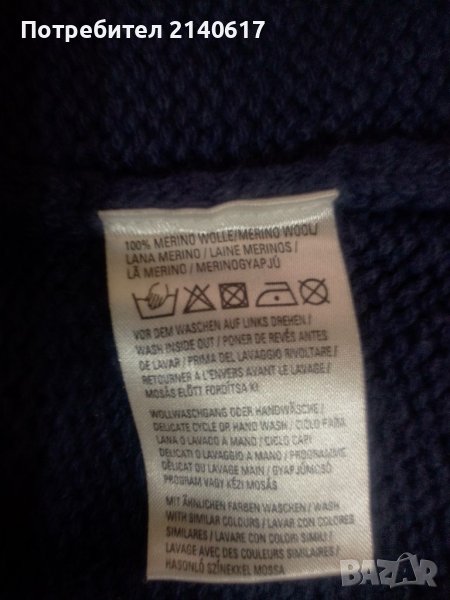 Потребител 2140617
100% MERINO WOLLE/MERINO WOOL/
LANA MERINO / LAINE MERINOS /
LÃ MERINO / MERINOGYAPJÚ
VOR DEM WASCHEN AUF LINKS DREHEN /
WASH INSIDE OUT / PONER DE REVÉS ANTES
DE LAVAR / PRIMA DEL LAVAGGIO RIVOLTARE /
RETOURNER À L'ENVERS AVANT LE LAVAGE /
MOSÁS ELŐTT FORDÍTSA KI
WOLLWASCHGANG ODER HANDWÄSCHE /
DELICATE CYCLE OR HAND WASH / CICLO PARA
LANA O LAVADO A MANO / CICLO CAPI
DELICATI O LAVAGGIO A MANO / PROGRAMME
DÉLICAT OU LAVAGE MAIN / GYAPJÚMOSÓ
PROGRAM VAGY KÉZI MOSÁS
MIT ÄHNLICHEN FARBEN WASCHEN / WASH
WITH SIMILAR COLOURS / LAVAR CON COLORES
SIMILARES / LAVARE CON COLORI SIMILI /
LAVAGE AVEC DES COULEURS SIMILAIRES /
HASONLÓ SZÍNEKKEL MOSSA
BAZAR